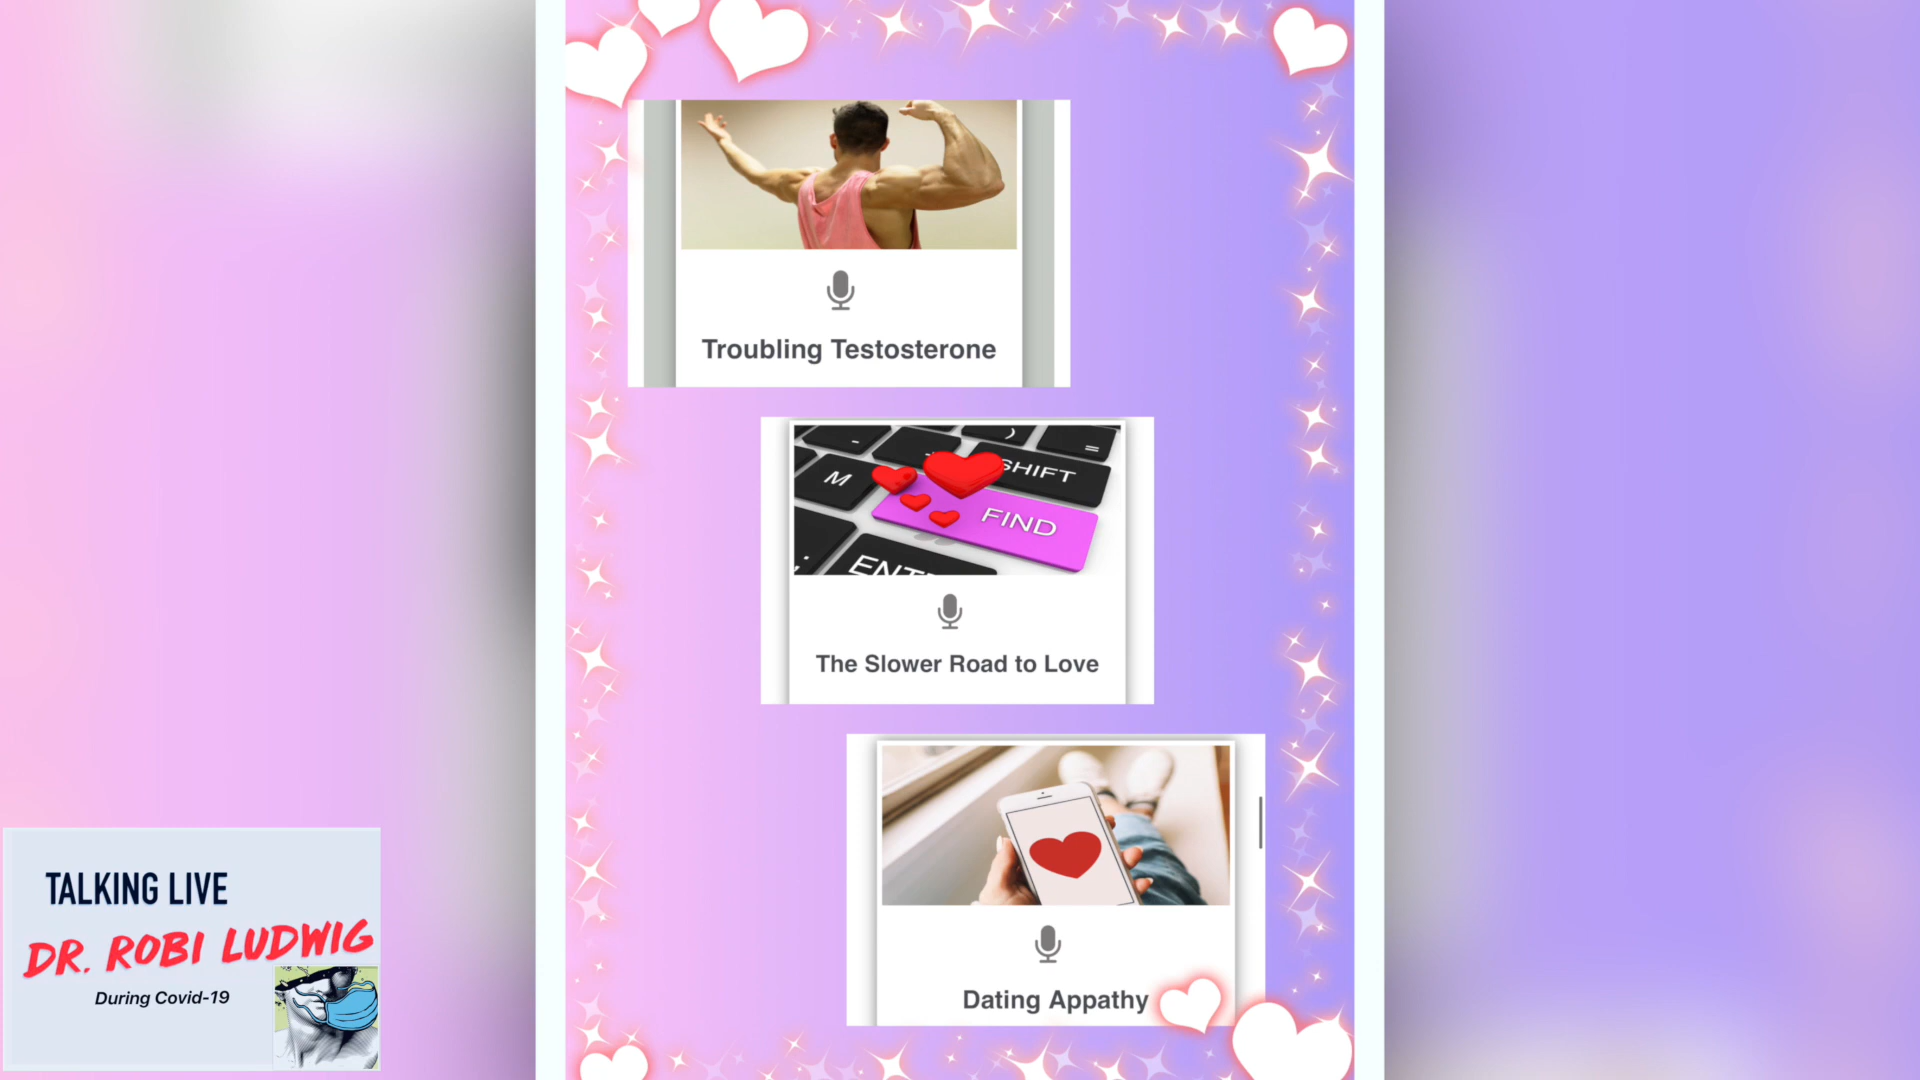 Troubling Testosterone
-
)
=
M
SHIFT
FIND
The Slower Road to Love
Dating Appathy
TALKING LIVE
DR. ROBI LUDWIG
During Covid-19